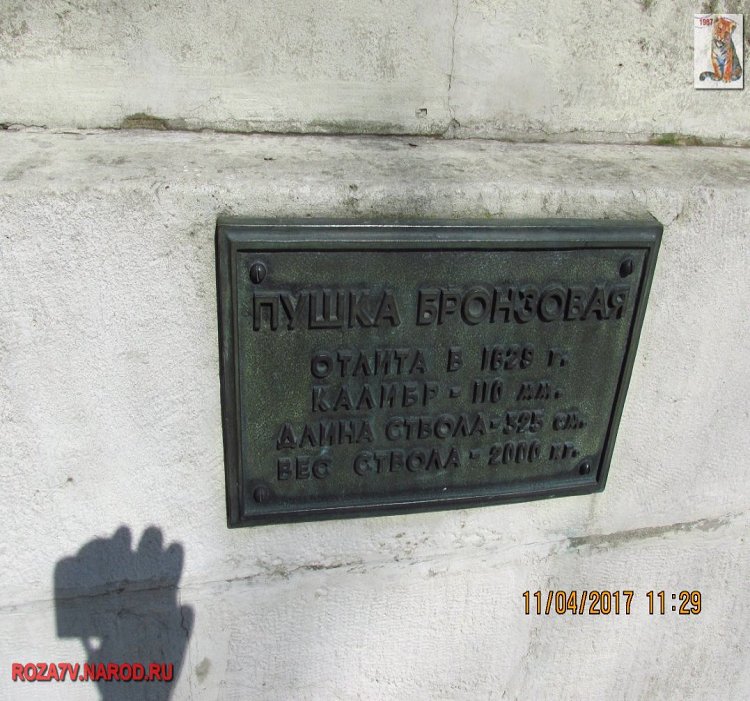 1987
ПУШКА БРОНЗОВАЯ
ОТЛИТА В 1629 г.
КАЛИБР - 110 мм.
ДЛИНА СТВОЛА - 325 см.
ВЕС СТВОЛА - 2000 кг.
11/04/2017 11:29
ROZA7V.NAROD.RU